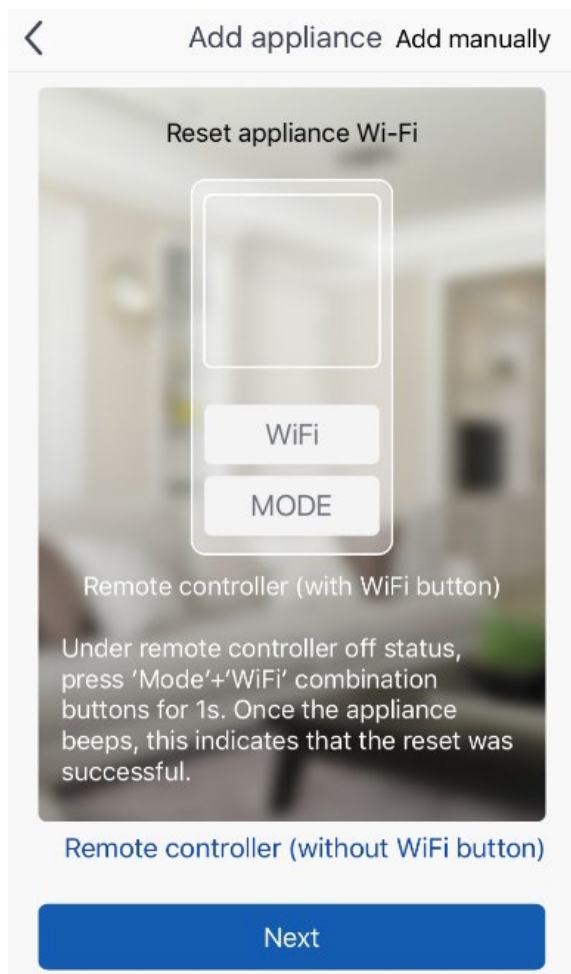 Add appliance Add manually
Reset appliance Wi-Fi
WiFi
MODE
Remote controller (with WiFi button)
Under remote controller off status,
press ‘Mode’+‘WiFi’ combination
buttons for 1s. Once the appliance
beeps, this indicates that the reset was
successful.
Remote controller (without WiFi button)
Next